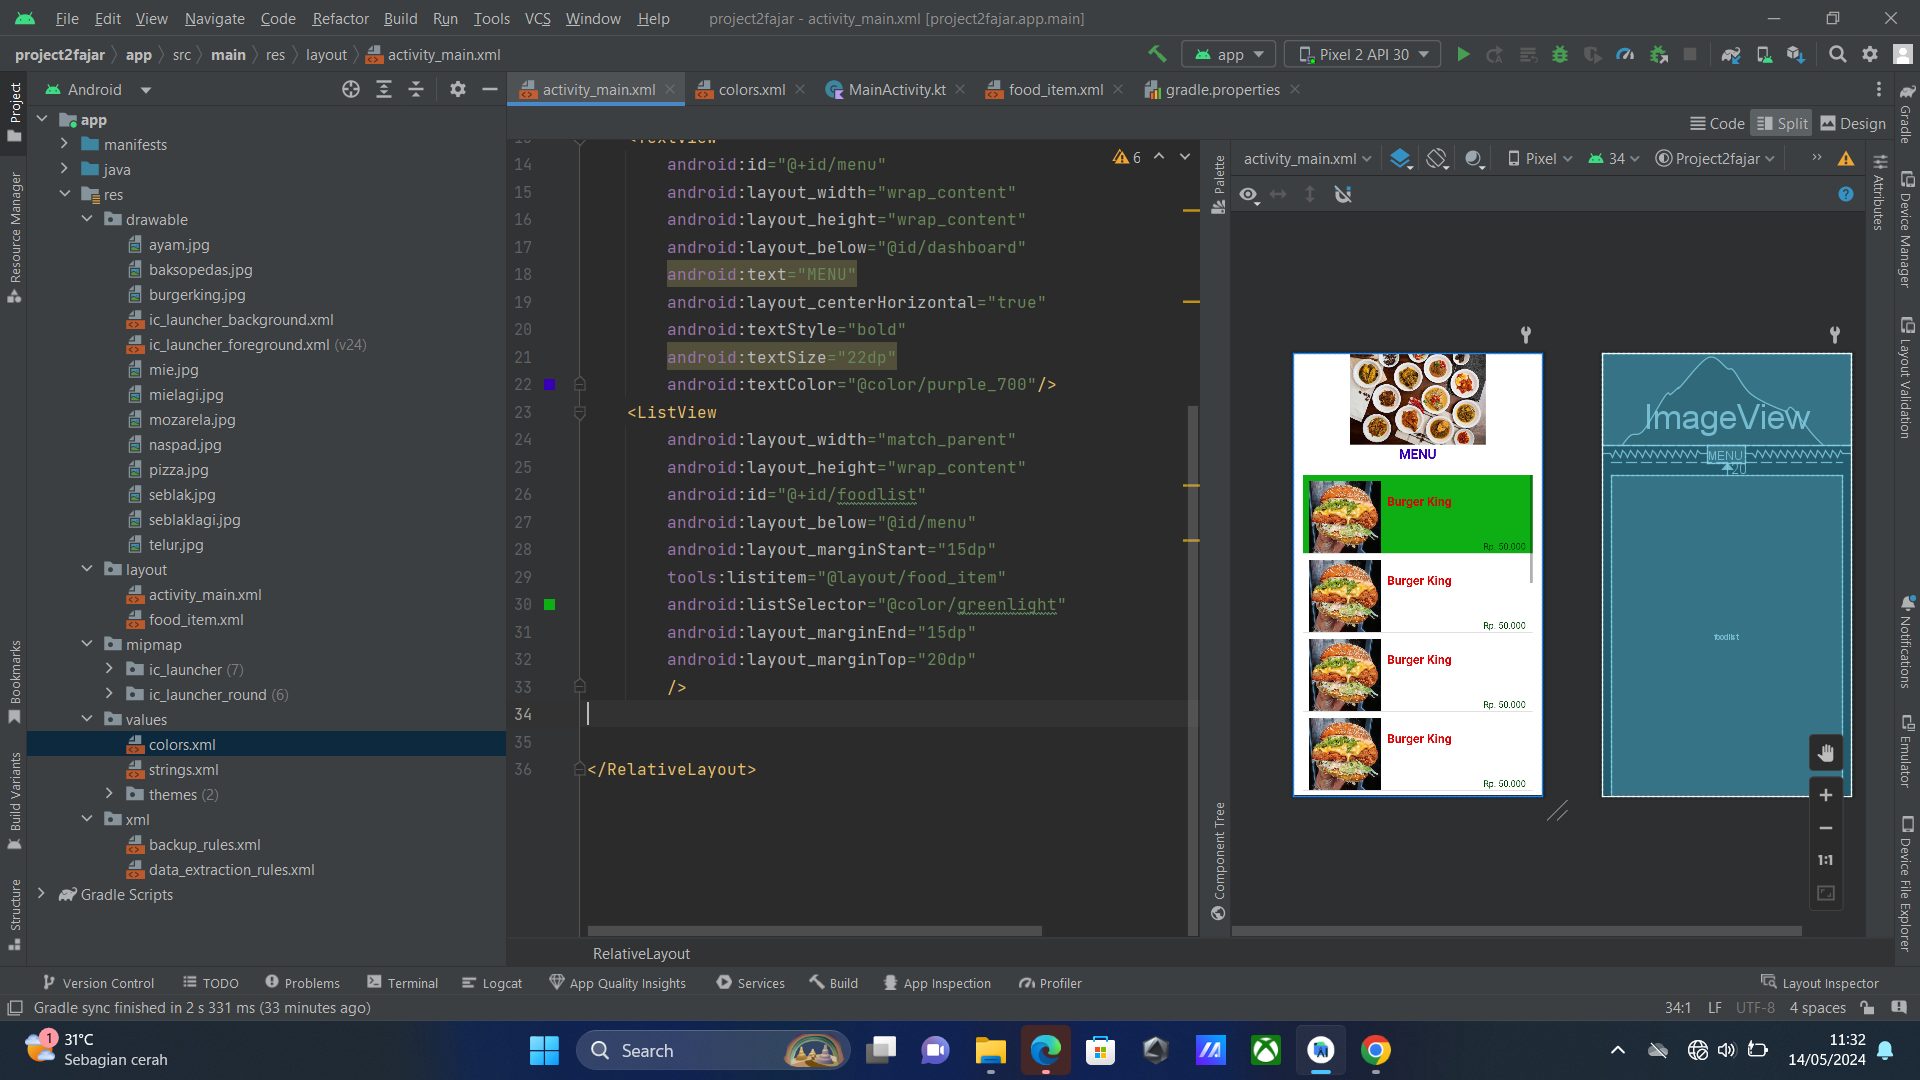 File Edit View Navigate Code Refactor Build Run Tools VCS Window Help project2fajar - activity_main.xml [project2fajar.app.main]
project2fajar app src main res layout activity_main.xml app Pixel 2 API 30
Android activity_main.xml colors.xml MainActivity.kt food_item.xml gradle.properties
Code Split Design
activity_main.xml Pixel 34 Project2fajar
Project
Resource Manager
Bookmarks
Build Variants
Structure
app
manifests
java
res
drawable
ayam.jpg
baksopedas.jpg
burgerking.jpg
ic_launcher_background.xml
ic_launcher_foreground.xml (v24)
mie.jpg
mielagi.jpg
mozarela.jpg
naspad.jpg
pizza.jpg
seblak.jpg
seblaklagi.jpg
telur.jpg
layout
activity_main.xml
food_item.xml
mipmap
ic_launcher (7)
ic_launcher_round (6)
values
colors.xml
strings.xml
themes (2)
xml
backup_rules.xml
data_extraction_rules.xml
Gradle Scripts
6
13 <TextView
14 android:id="@+id/menu"
15 android:layout_width="wrap_content"
16 android:layout_height="wrap_content"
17 android:layout_below="@id/dashboard"
18 android:text="MENU"
19 android:layout_centerHorizontal="true"
20 android:textStyle="bold"
21 android:textSize="22dp"
22 android:textColor="@color/purple_700"/>
23 <ListView
24 android:layout_width="match_parent"
25 android:layout_height="wrap_content"
26 android:id="@+id/foodlist"
27 android:layout_below="@id/menu"
28 android:layout_marginStart="15dp"
29 tools:listitem="@layout/food_item"
30 android:listSelector="@color/greenlight"
31 android:layout_marginEnd="15dp"
32 android:layout_marginTop="20dp"
33 />
34
35
36 </RelativeLayout>
RelativeLayout
Palette
Component Tree
MENU
Burger King
Rp. 50.000
Burger King
Rp. 50.000
Burger King
Rp. 50.000
Burger King
Rp. 50.000
ImageView
MENU
20
foodlist
1:1
Attributes
Gradle
Device Manager
Layout Validation
Notifications
Emulator
Device File Explorer
Version Control TODO Problems Terminal Logcat App Quality Insights Services Build App Inspection Profiler Layout Inspector
Gradle sync finished in 2 s 331 ms (33 minutes ago) 34:1 LF UTF-8 4 spaces
1
31°C
Sebagian cerah
Search
11:32
14/05/2024